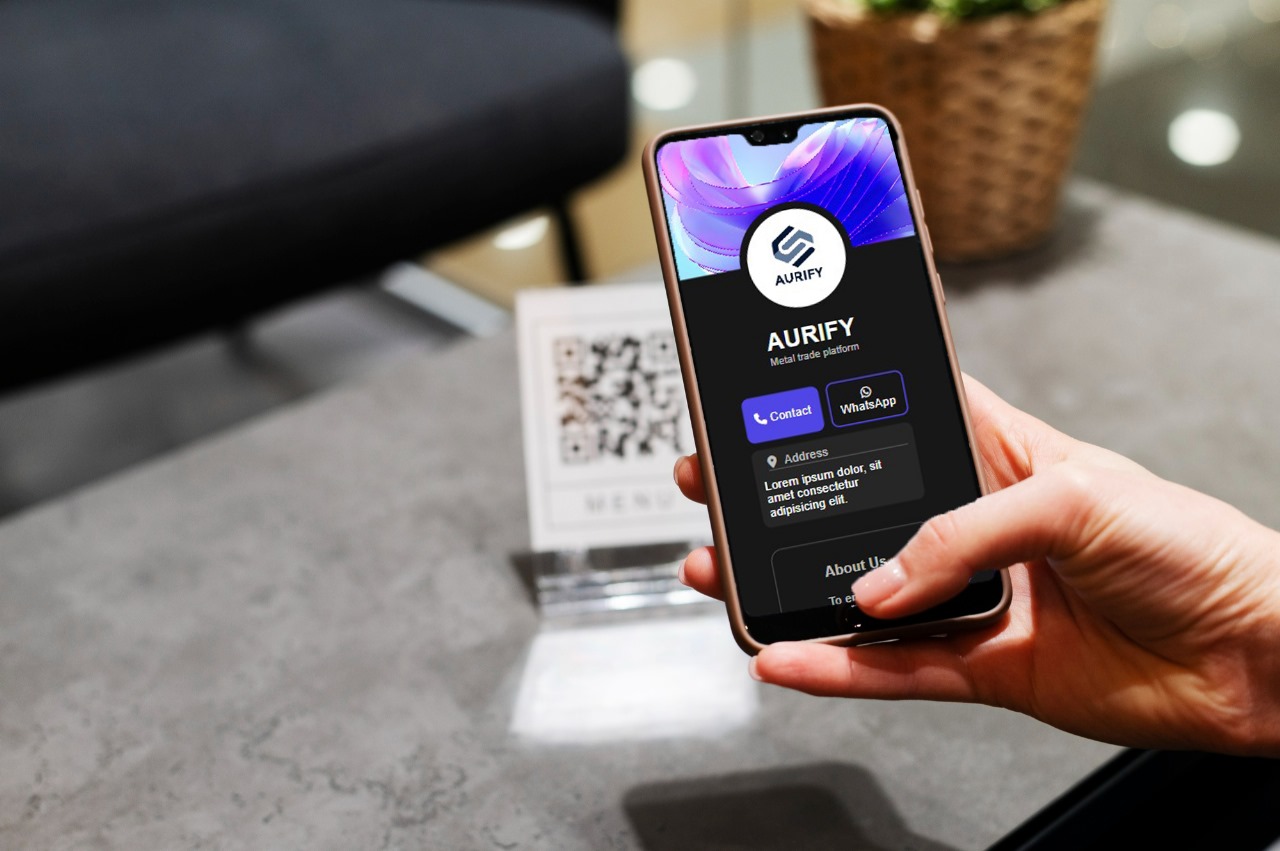 AURIFY
AURIFY
Metal trade platform
Contact
WhatsApp
Address
Lorem ipsum dolor, sit
amet consectetur
adipisicing elit.
About Us
MENU